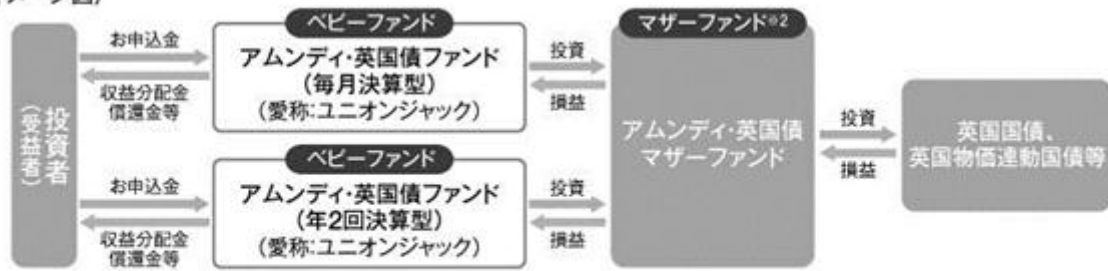 お申込金
収益分配金
償還金等
投資者
(受益者)
お申込金
収益分配金
償還金等
ベビーファンド
アムンディ・英国債ファンド
(毎月決算型)
(愛称:ユニオンジャック)
ベビーファンド
アムンディ・英国債ファンド
(年2回決算型)
(愛称:ユニオンジャック)
投資
損益
投資
損益
マザーファンド※2
アムンディ・英国債
マザーファンド
投資
損益
英国国債、
英国物価連動国債等